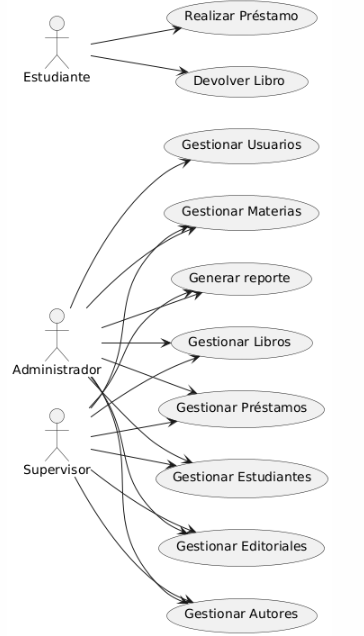 Realizar Préstamo
Estudiante
Devolver Libro
Gestionar Usuarios
Gestionar Materias
Generar reporte
Gestionar Libros
Administrador
Gestionar Préstamos
Supervisor
Gestionar Estudiantes
Gestionar Editoriales
Gestionar Autores